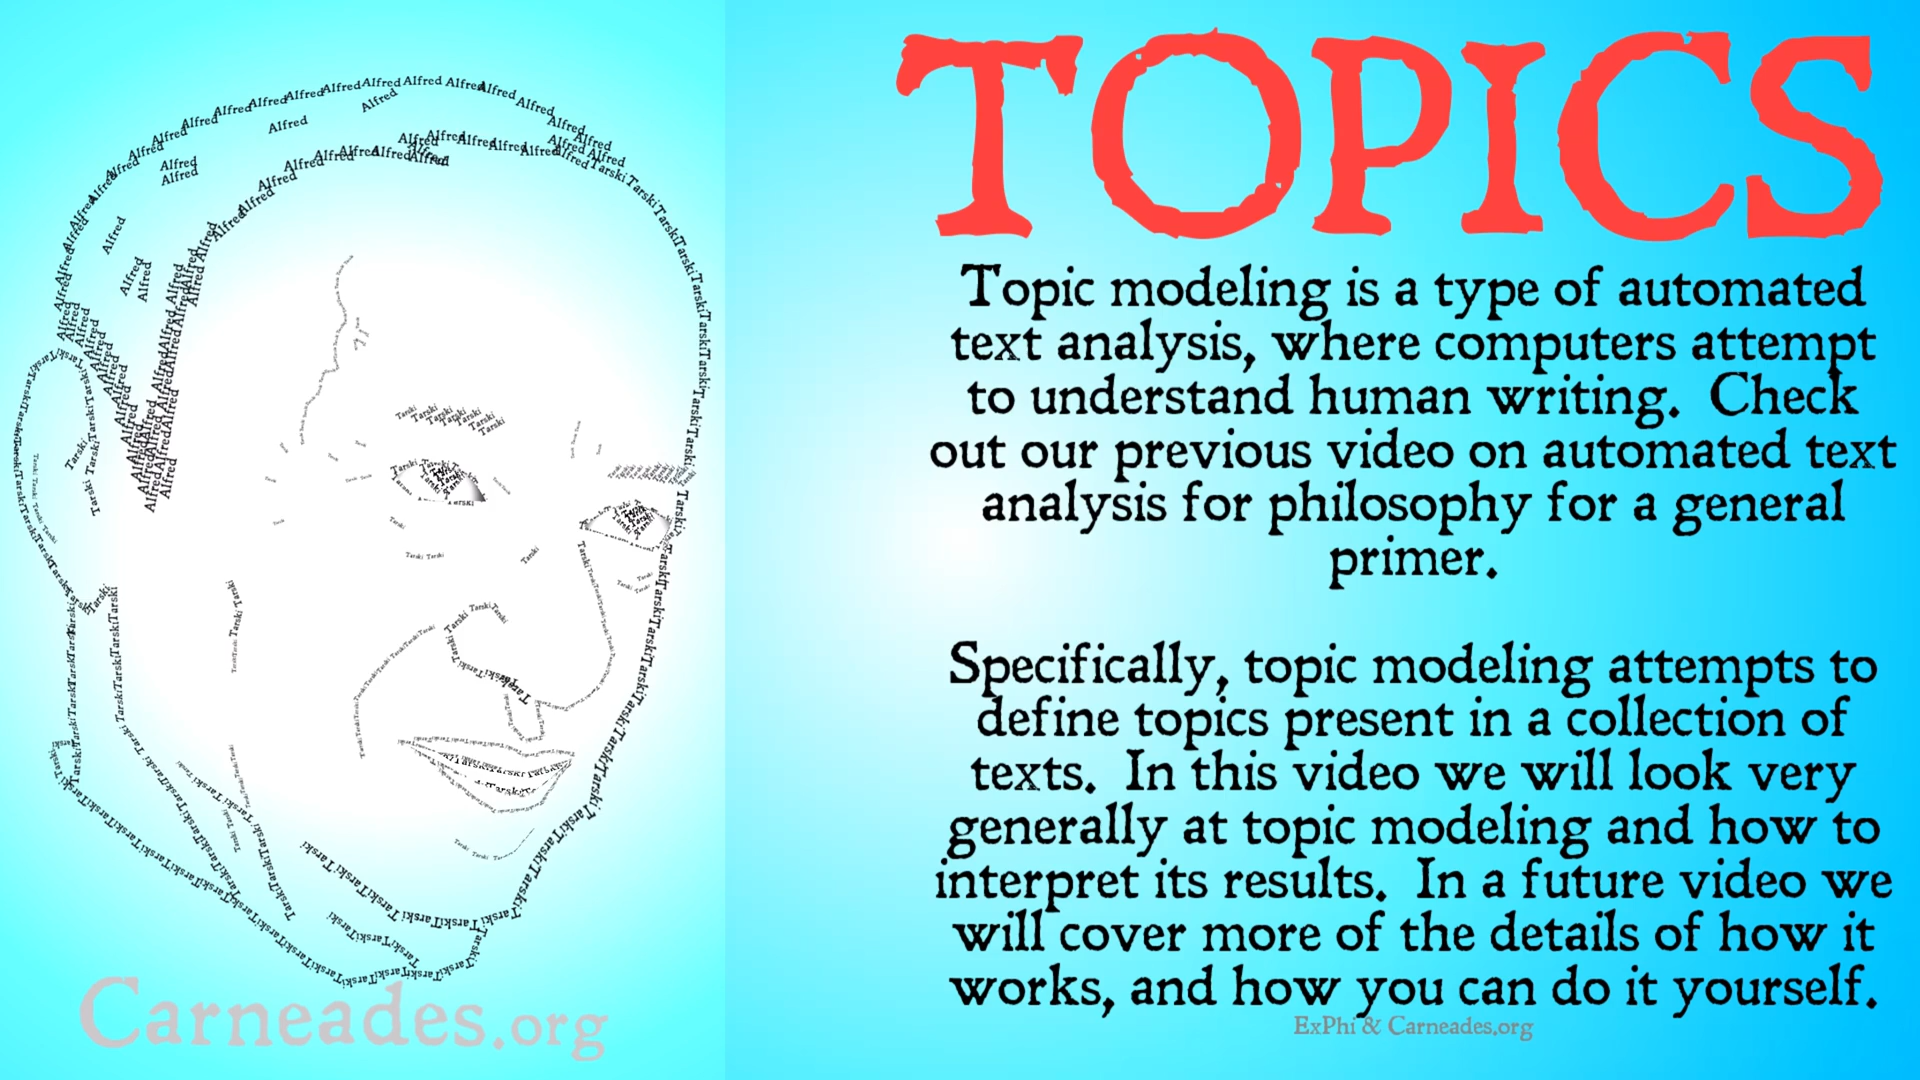 TOPICS
Topic modeling is a type of automated
text analysis, where computers attempt
to understand human writing.  Check
out our previous video on automated text
analysis for philosophy for a general
primer.
Specifically, topic modeling attempts to
define topics present in a collection of
texts.  In this video we will look very
generally at topic modeling and how to
interpret its results.  In a future video we
will cover more of the details of how it
works, and how you can do it yourself.
ExPhi & Carneades.org
Carneades.org
Alfred
Tarski